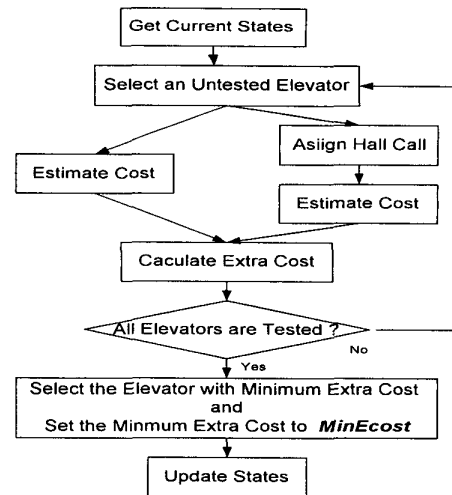 Get Current States
Select an Untested Elevator
Asiign Hall Call
Estimate Cost
Estimate Cost
Caculate Extra Cost
All Elevators are Tested ?
No
Yes
Select the Elevator with Minimum Extra Cost
and
Set the Minmum Extra Cost to MinEcost
Update States